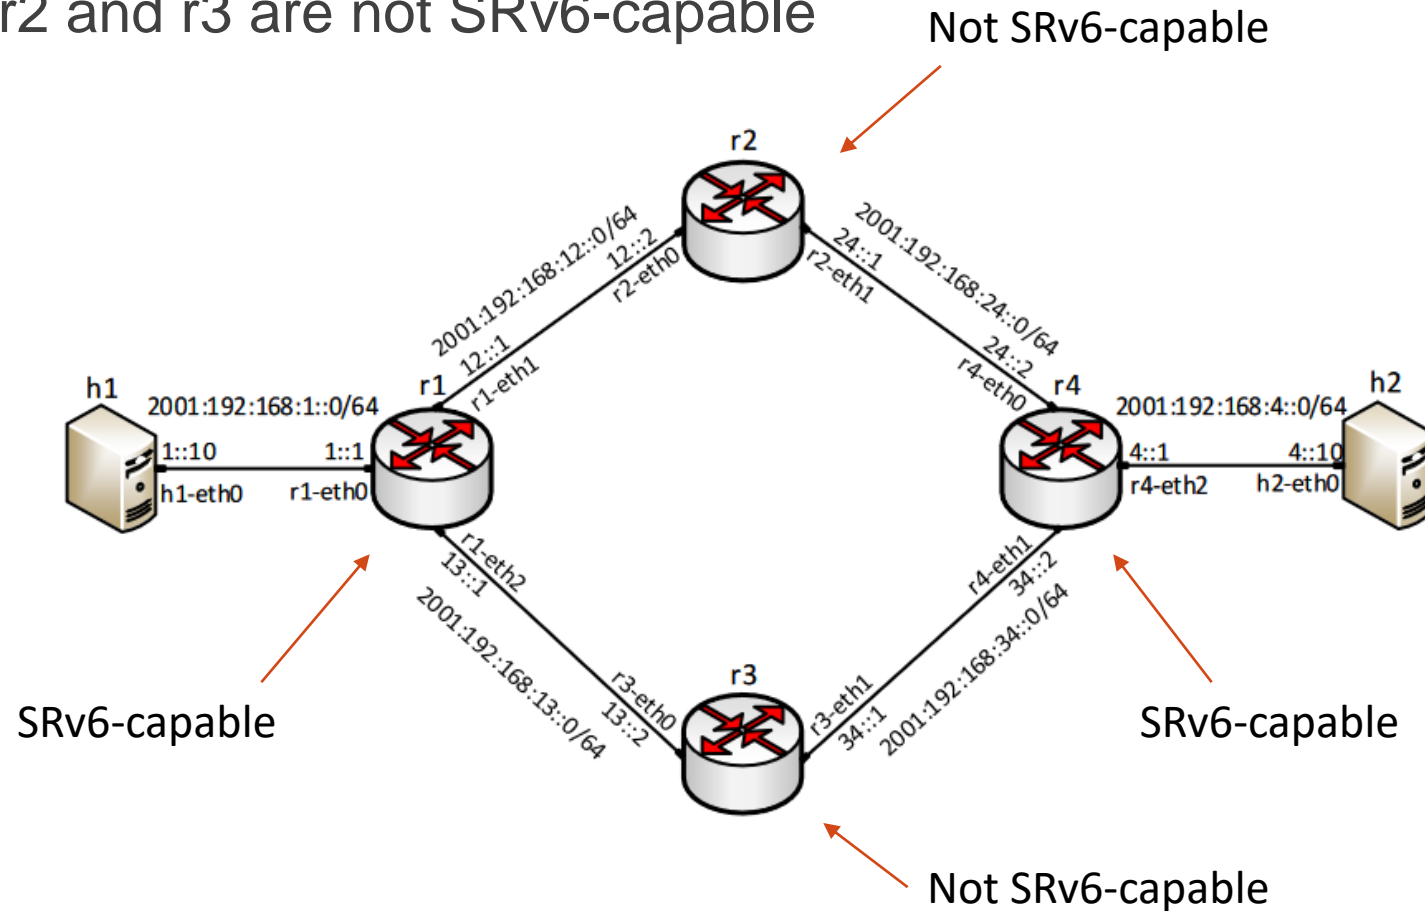 r2 and r3 are not SRv6-capable
Not SRv6-capable
r2
2001:192:168:12::0/64
12::2
r2-eth0
12::1
r1-eth1
2001:192:168:24::0/64
24::1
r2-eth1
24::2
r4-eth0
h1
2001:192:168:1::0/64
1::10
1::1
h1-eth0
r1-eth0
r1
r4
2001:192:168:4::0/64
4::1
4::10
r4-eth2
h2-eth0
h2
r1-eth2
13::1
2001:192:168:13::0/64
r3-eth0
13::2
r4-eth1
34::2
r3-eth1
34::1
2001:192:168:34::0/64
r3
SRv6-capable
SRv6-capable
Not SRv6-capable